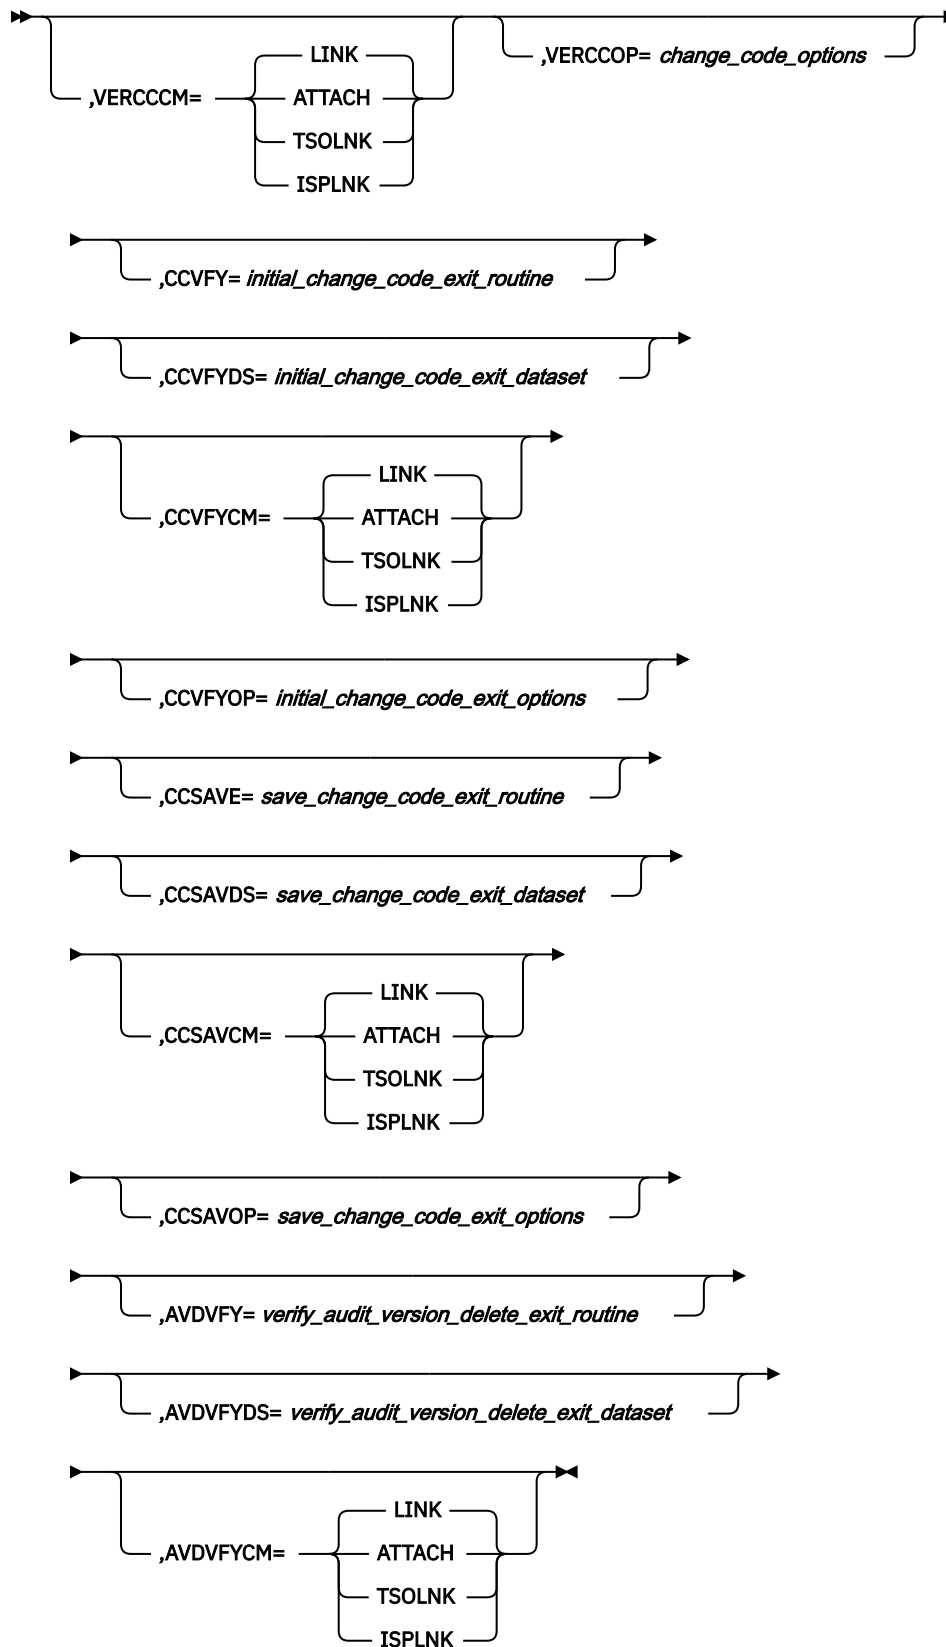 LINK
,VERCCOP= change_code_options
,VERCCCM= ATTACH
TSOLNK
ISPLNK
,CCVFY= initial_change_code_exit_routine
,CCVFYDS= initial_change_code_exit_dataset
LINK
,CCVFYCM= ATTACH
TSOLNK
ISPLNK
,CCVFYOP= initial_change_code_exit_options
,CCSAVE= save_change_code_exit_routine
,CCSAVDS= save_change_code_exit_dataset
LINK
,CCSAVCM= ATTACH
TSOLNK
ISPLNK
,CCSAVOP= save_change_code_exit_options
,AVDVFY= verify_audit_version_delete_exit_routine
,AVDVFYDS= verify_audit_version_delete_exit_dataset
LINK
,AVDVFYCM= ATTACH
TSOLNK
ISPLNK